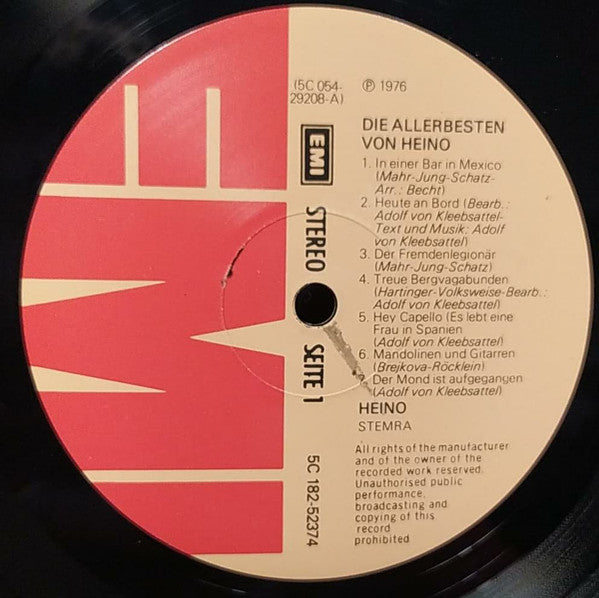 (5C 054-
29208-A)
℗ 1976
DIE ALLERBESTEN
VON HEINO
1. In einer Bar in Mexico
(Mahr-Jung-Schatz-
Arr.: Becht)
2. Heute an Bord (Bearb.:
Adolf von Kleebsattel-
Text und Musik: Adolf
von Kleebsattel)
3. Der Fremdenlegionär
(Mahr-Jung-Schatz)
4. Treue Bergvagabunden
(Hartinger-Volksweise-Bearb.:
Adolf von Kleebsattel)
5. Hey Capello (Es lebt eine
Frau in Spanien
(Adolf von Kleebsattel)
6. Mandolinen und Gitarren
(Brejkova-Röcklein)
Der Mond ist aufgegangen
(Adolf von Kleebsattel)
HEINO
STEMRA
All rights of the manufacturer
and of the owner of the
recorded work reserved.
Unauthorised public
performance,
broadcasting and
copying of this
record
prohibited
EMI
STEREO SEITE 1
5C 182-52374
EMI